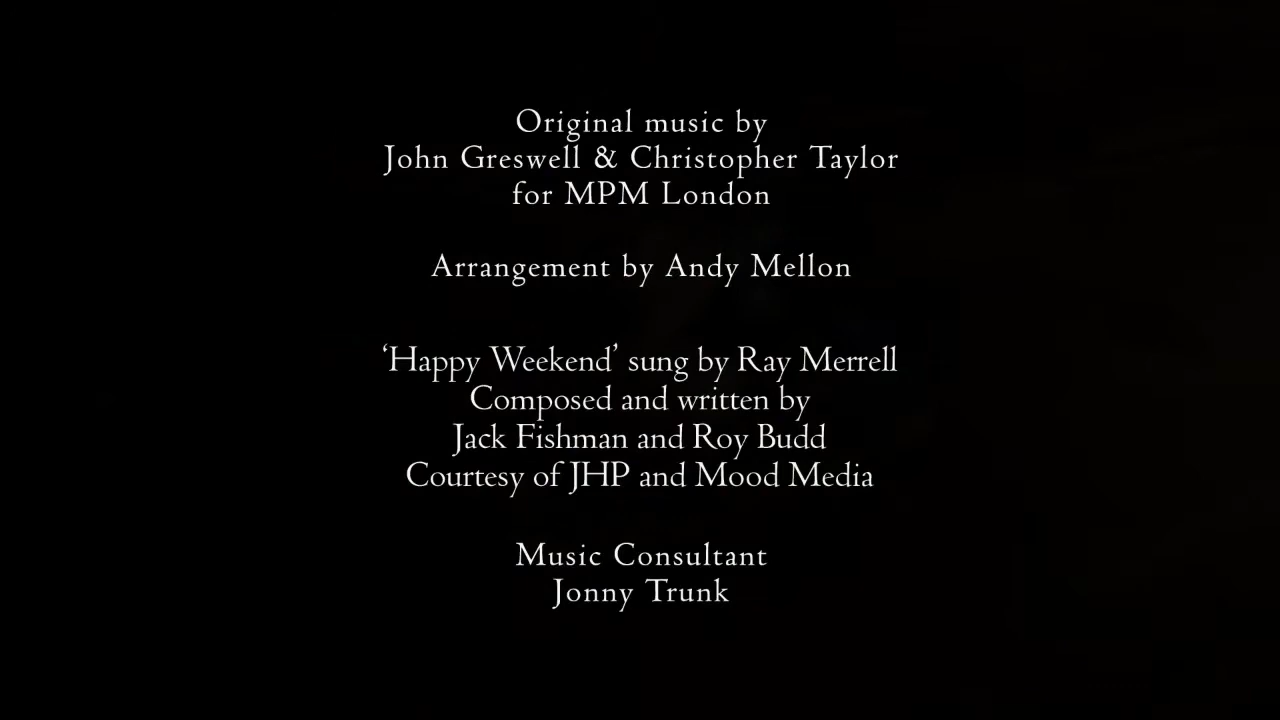 Original music by
John Greswell & Christopher Taylor
for MPM London
Arrangement by Andy Mellon
‘Happy Weekend’ sung by Ray Merrell
Composed and written by
Jack Fishman and Roy Budd
Courtesy of JHP and Mood Media
Music Consultant
Jonny Trunk